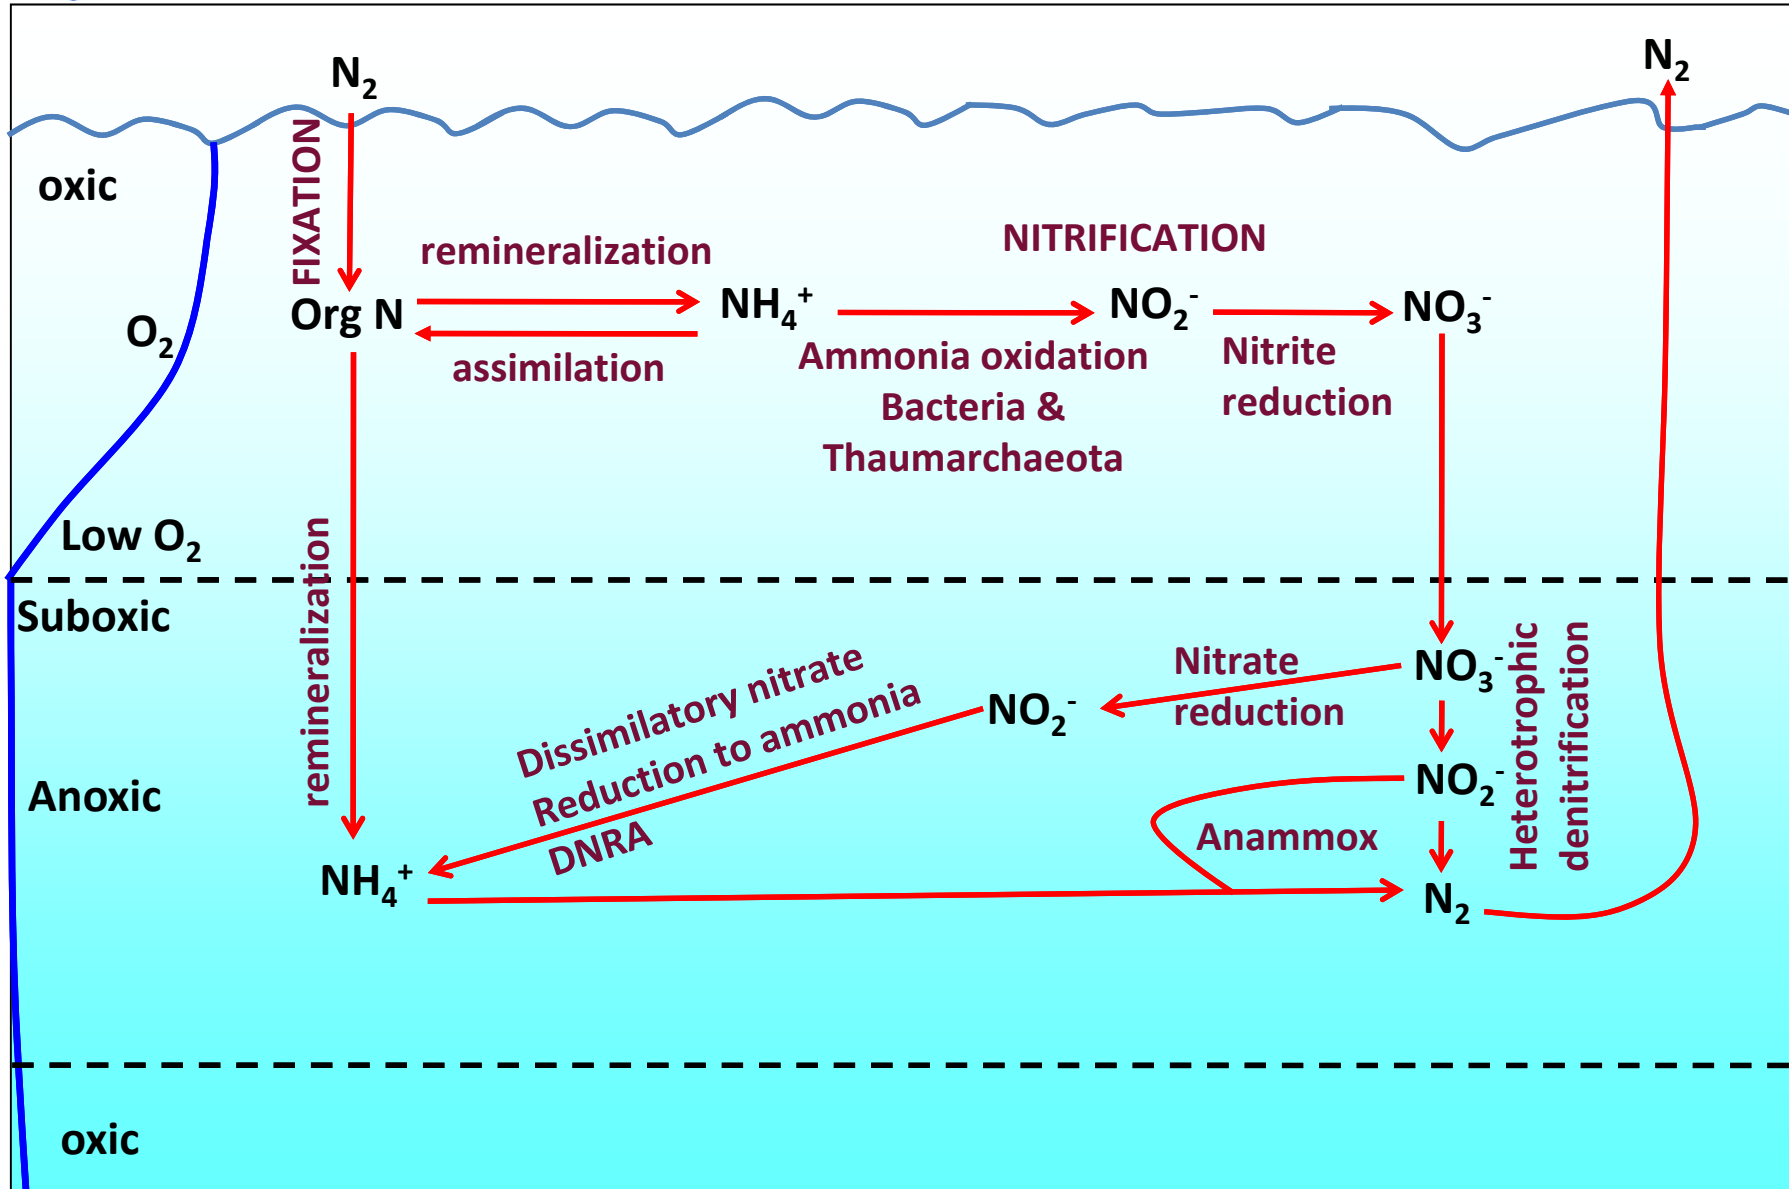 N₂
N₂
oxic
FIXATION
remineralization
NITRIFICATION
Org N
NH₄⁺
NO₂⁻
NO₃⁻
O₂
assimilation
Ammonia oxidation
Bacteria &
Thaumarchaeota
Nitrite
reduction
Low O₂
remineralization
Suboxic
Nitrate
reduction
NO₃⁻
Heterotrophic
denitrification
Dissimilatory nitrate
Reduction to ammonia
DNRA
NO₂⁻
NO₂⁻
Anoxic
Anammox
NH₄⁺
N₂
oxic